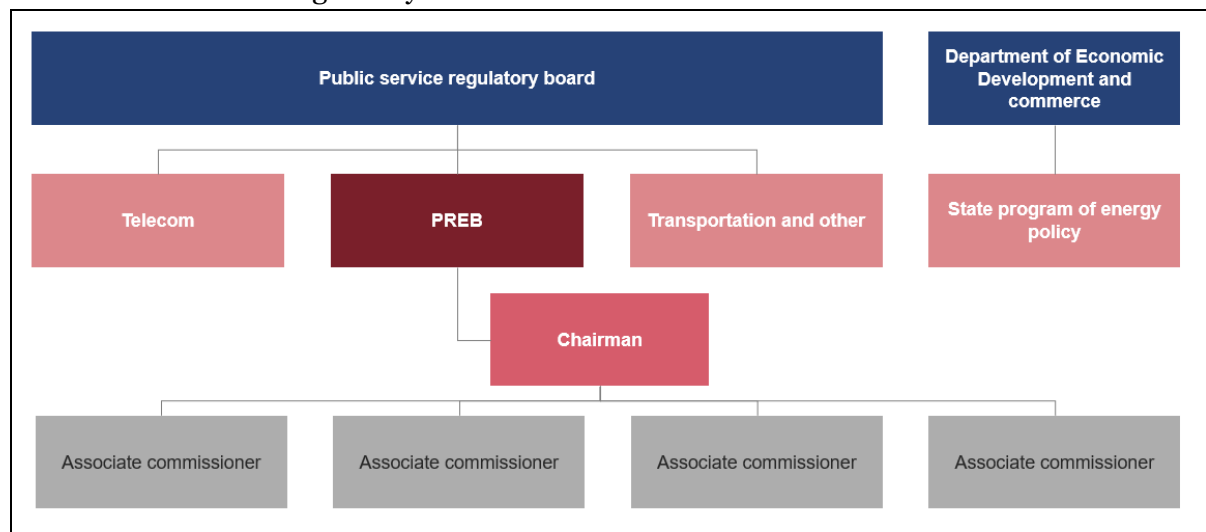 Public service regulatory board
Department of Economic
Development and
commerce
Telecom
PREB
Transportation and other
State program of energy
policy
Chairman
Associate commissioner
Associate commissioner
Associate commissioner
Associate commissioner